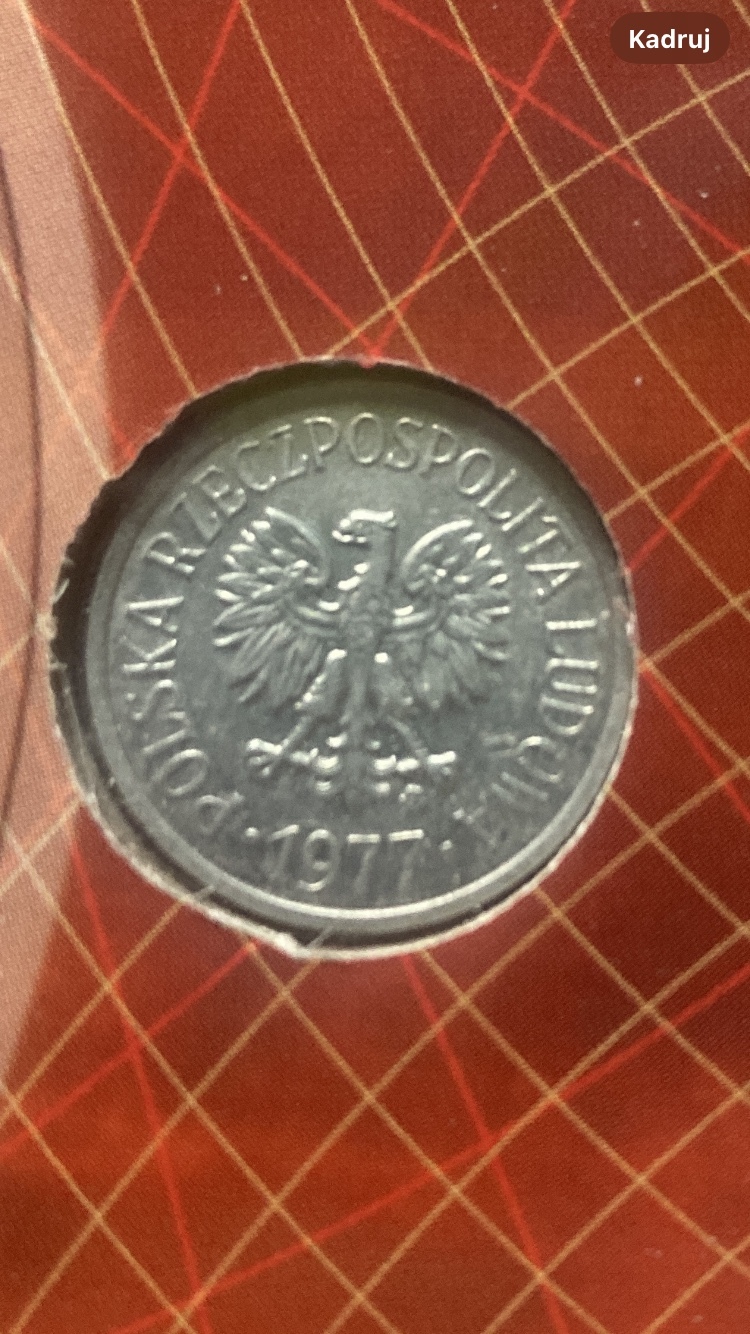 Kadruj
POLSKA RZECZPOSPOLITA LUDOWA
· 1977 ·